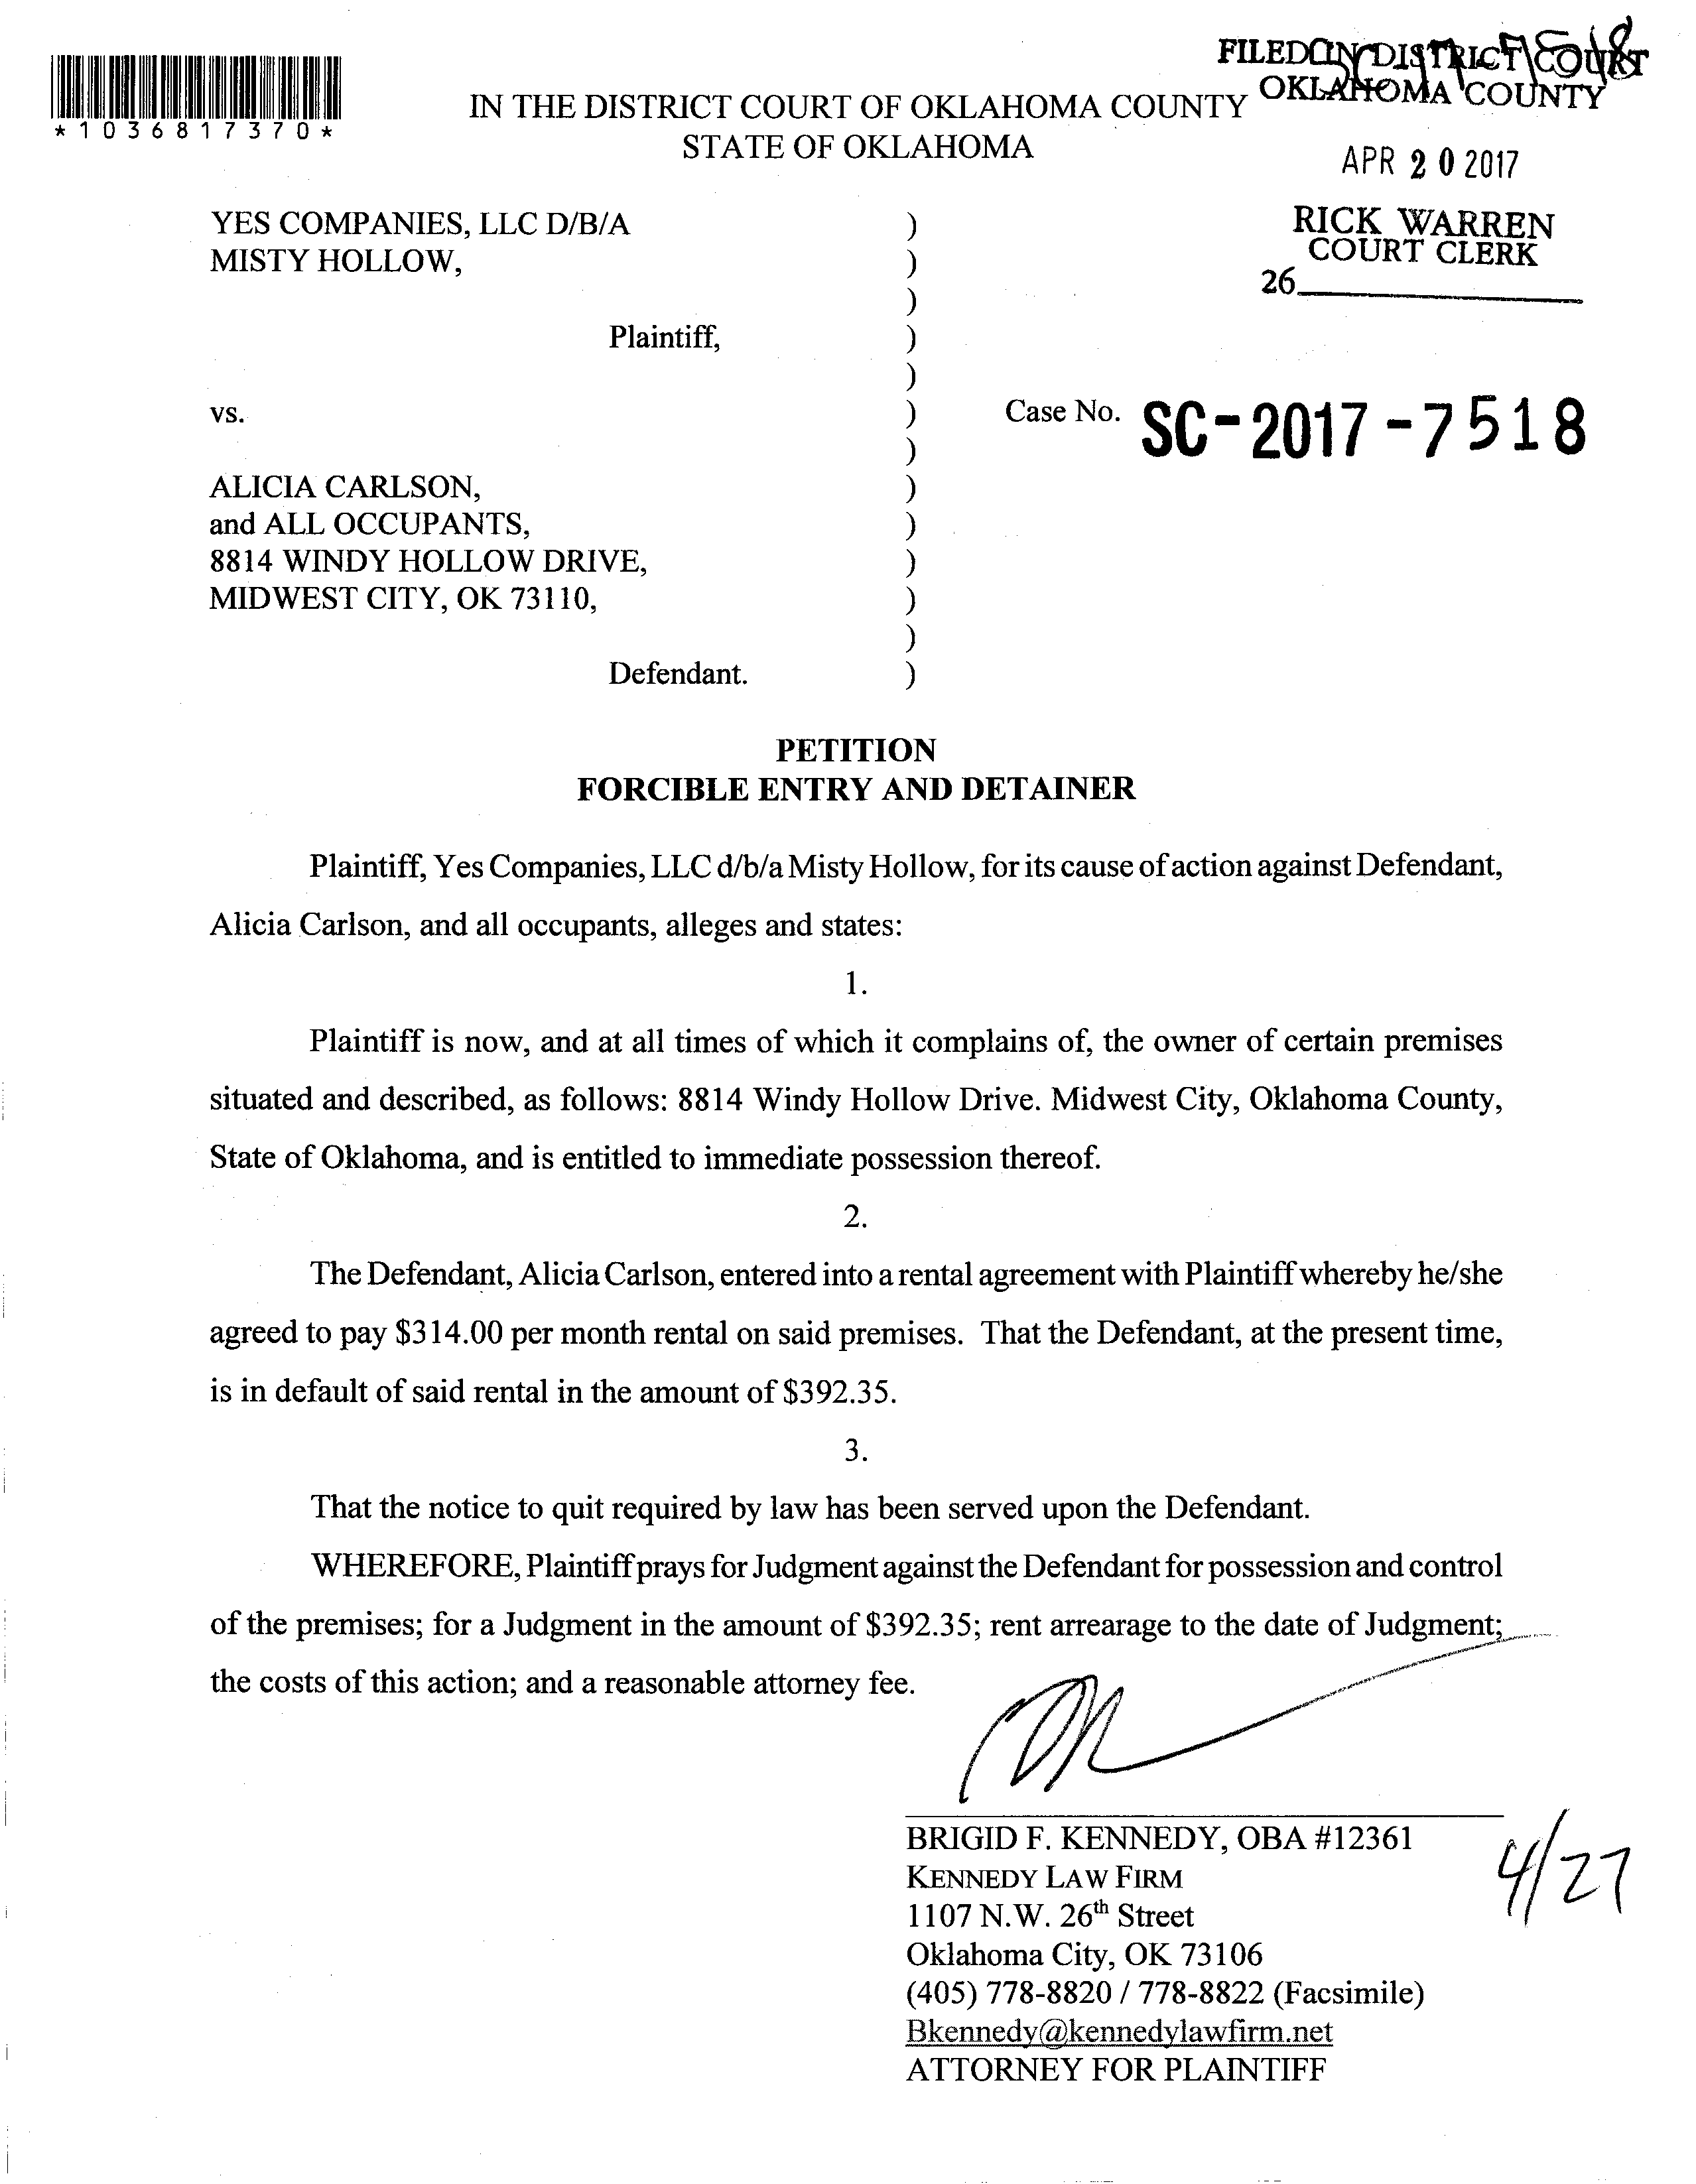 *1036817370*
IN THE DISTRICT COURT OF OKLAHOMA COUNTY
STATE OF OKLAHOMA
FILED IN DISTRICT COURT
OKLAHOMA COUNTY
APR 20 2017
RICK WARREN
COURT CLERK
26
YES COMPANIES, LLC D/B/A )
MISTY HOLLOW, )
)
Plaintiff, )
)
vs. ) Case No. SC-2017-7518
)
ALICIA CARLSON, )
and ALL OCCUPANTS, )
8814 WINDY HOLLOW DRIVE, )
MIDWEST CITY, OK 73110, )
)
Defendant. )
PETITION
FORCIBLE ENTRY AND DETAINER
Plaintiff, Yes Companies, LLC d/b/a Misty Hollow, for its cause of action against Defendant,
Alicia Carlson, and all occupants, alleges and states:
1.
Plaintiff is now, and at all times of which it complains of, the owner of certain premises
situated and described, as follows: 8814 Windy Hollow Drive. Midwest City, Oklahoma County,
State of Oklahoma, and is entitled to immediate possession thereof.
2.
The Defendant, Alicia Carlson, entered into a rental agreement with Plaintiff whereby he/she
agreed to pay $314.00 per month rental on said premises. That the Defendant, at the present time,
is in default of said rental in the amount of $392.35.
3.
That the notice to quit required by law has been served upon the Defendant.
WHEREFORE, Plaintiff prays for Judgment against the Defendant for possession and control
of the premises; for a Judgment in the amount of $392.35; rent arrearage to the date of Judgment;
the costs of this action; and a reasonable attorney fee.
BRIGID F. KENNEDY, OBA #12361
KENNEDY LAW FIRM
1107 N.W. 26th Street
Oklahoma City, OK 73106
(405) 778-8820 / 778-8822 (Facsimile)
Bkennedy@kennedylawfirm.net
ATTORNEY FOR PLAINTIFF
4/27